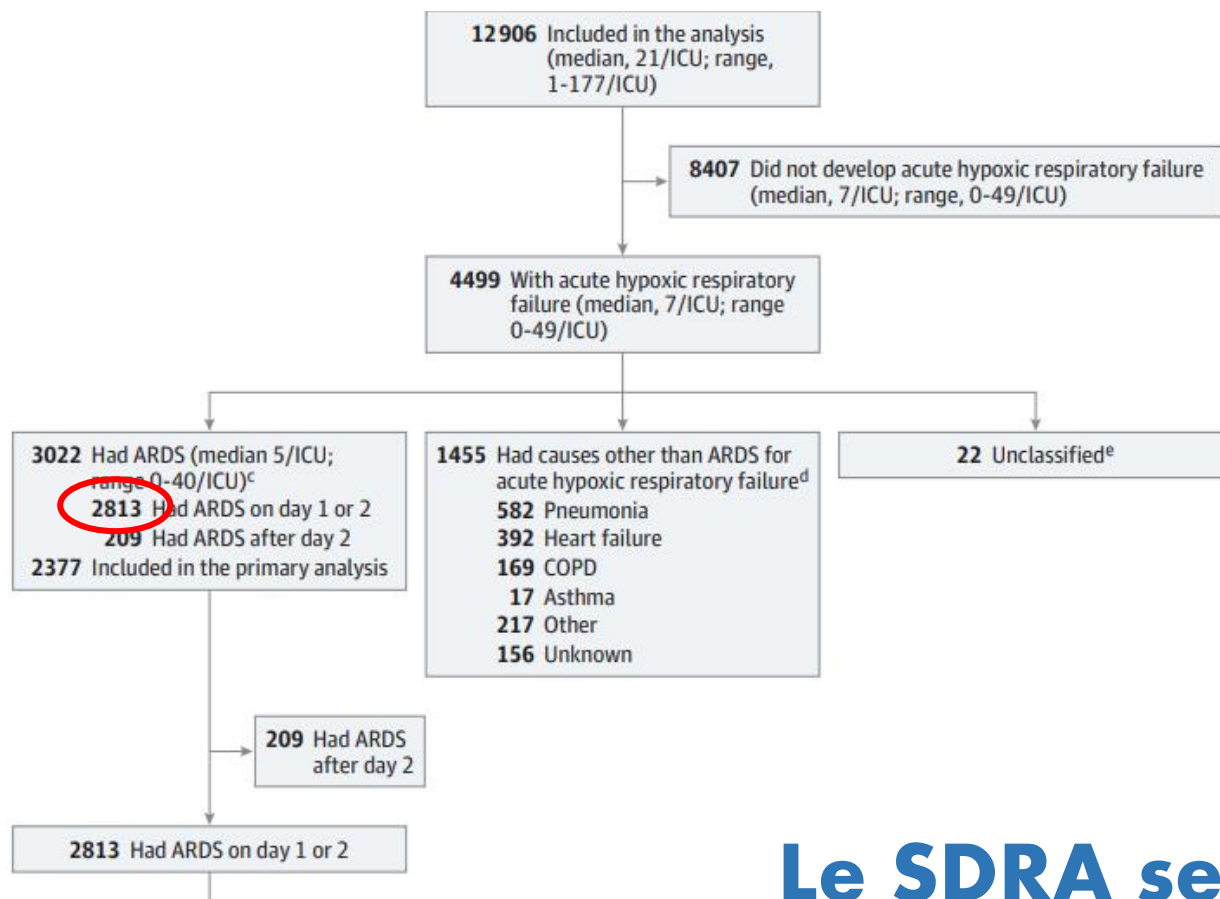 12906 Included in the analysis
(median, 21/ICU; range,
1-177/ICU)
8407 Did not develop acute hypoxic respiratory failure
(median, 7/ICU; range, 0-49/ICU)
4499 With acute hypoxic respiratory
failure (median, 7/ICU; range
0-49/ICU)
3022 Had ARDS (median 5/ICU;
range 0-40/ICU)c
2813 Had ARDS on day 1 or 2
209 Had ARDS after day 2
2377 Included in the primary analysis
1455 Had causes other than ARDS for
acute hypoxic respiratory failured
582 Pneumonia
392 Heart failure
169 COPD
17 Asthma
217 Other
156 Unknown
22 Unclassifiede
209 Had ARDS
after day 2
2813 Had ARDS on day 1 or 2
Le SDRA se